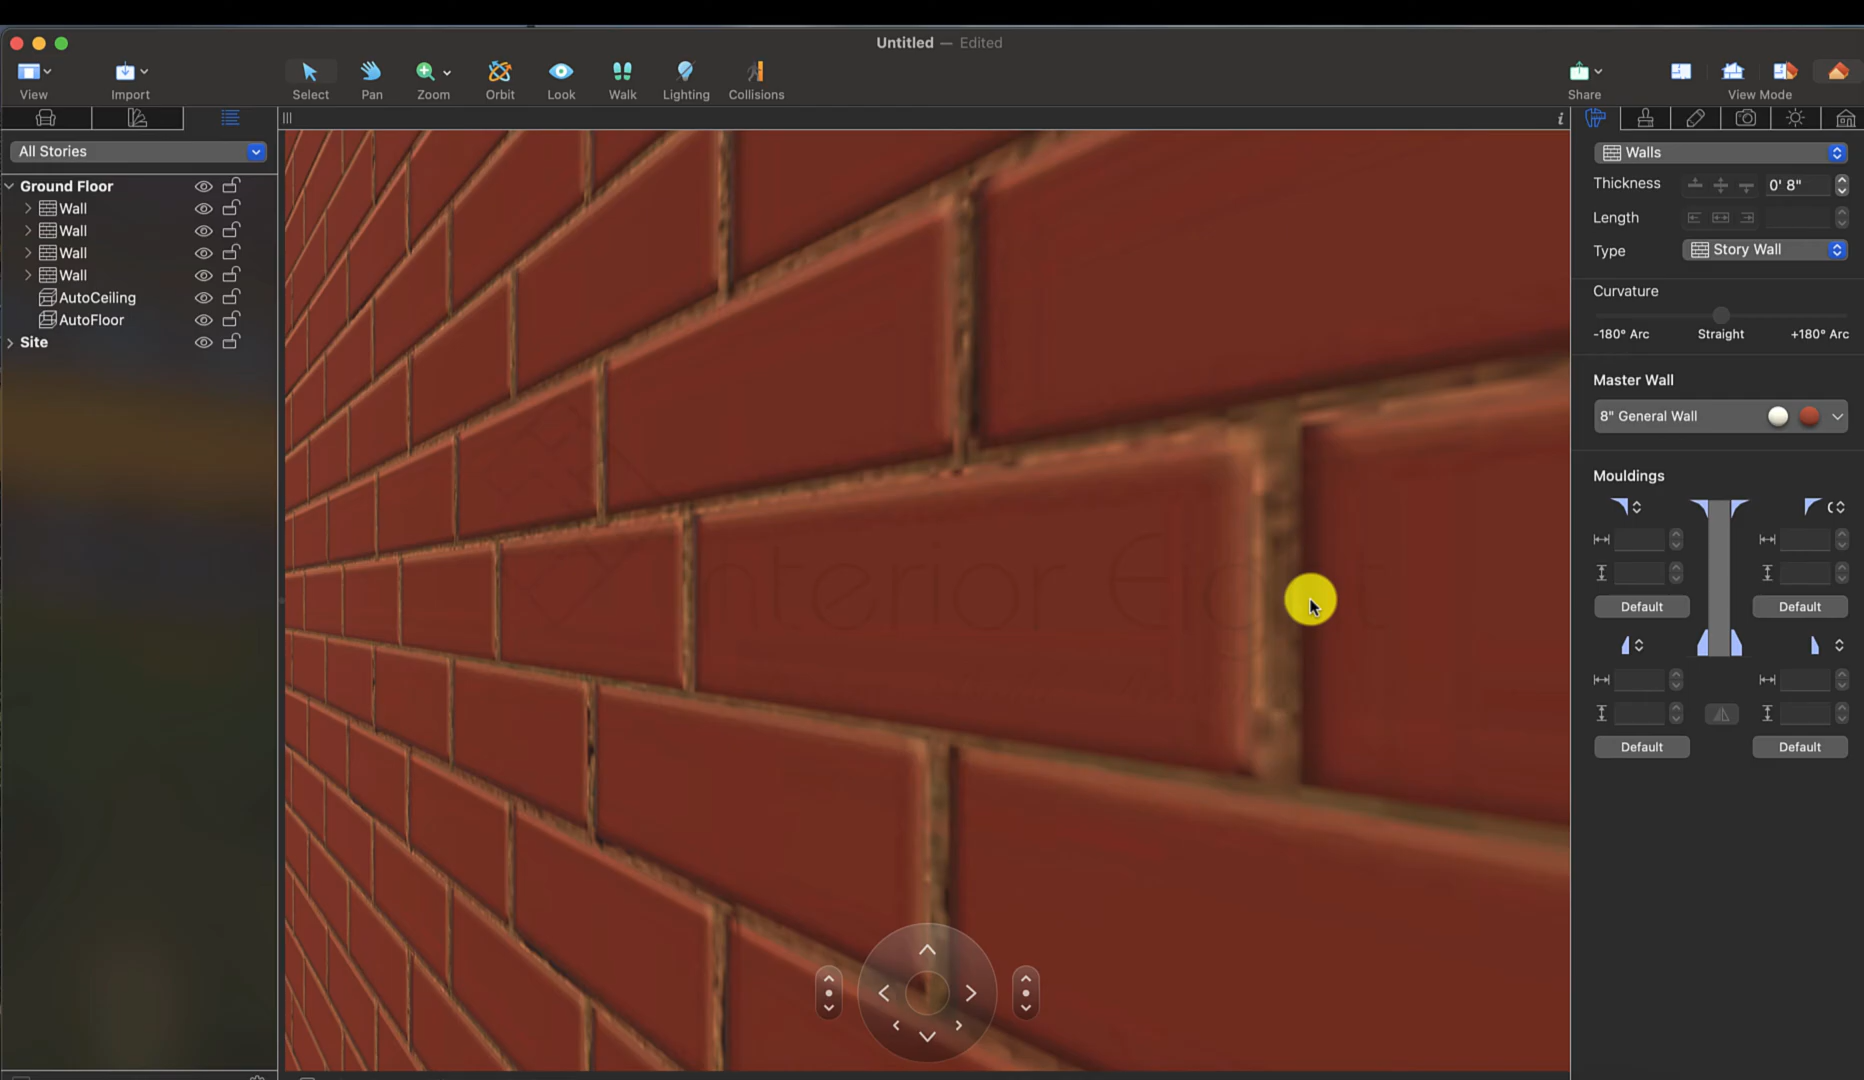 Untitled — Edited
View
Import
Select
Pan
Zoom
Orbit
Look
Walk
Lighting
Collisions
Share
View Mode
All Stories
Ground Floor
Wall
Wall
Wall
Wall
AutoCeiling
AutoFloor
Site
Interior Eight
Walls
Thickness
0' 8"
Length
Type
Story Wall
Curvature
-180° Arc
Straight
+180° Arc
Master Wall
8" General Wall
Mouldings
Default
Default
Default
Default